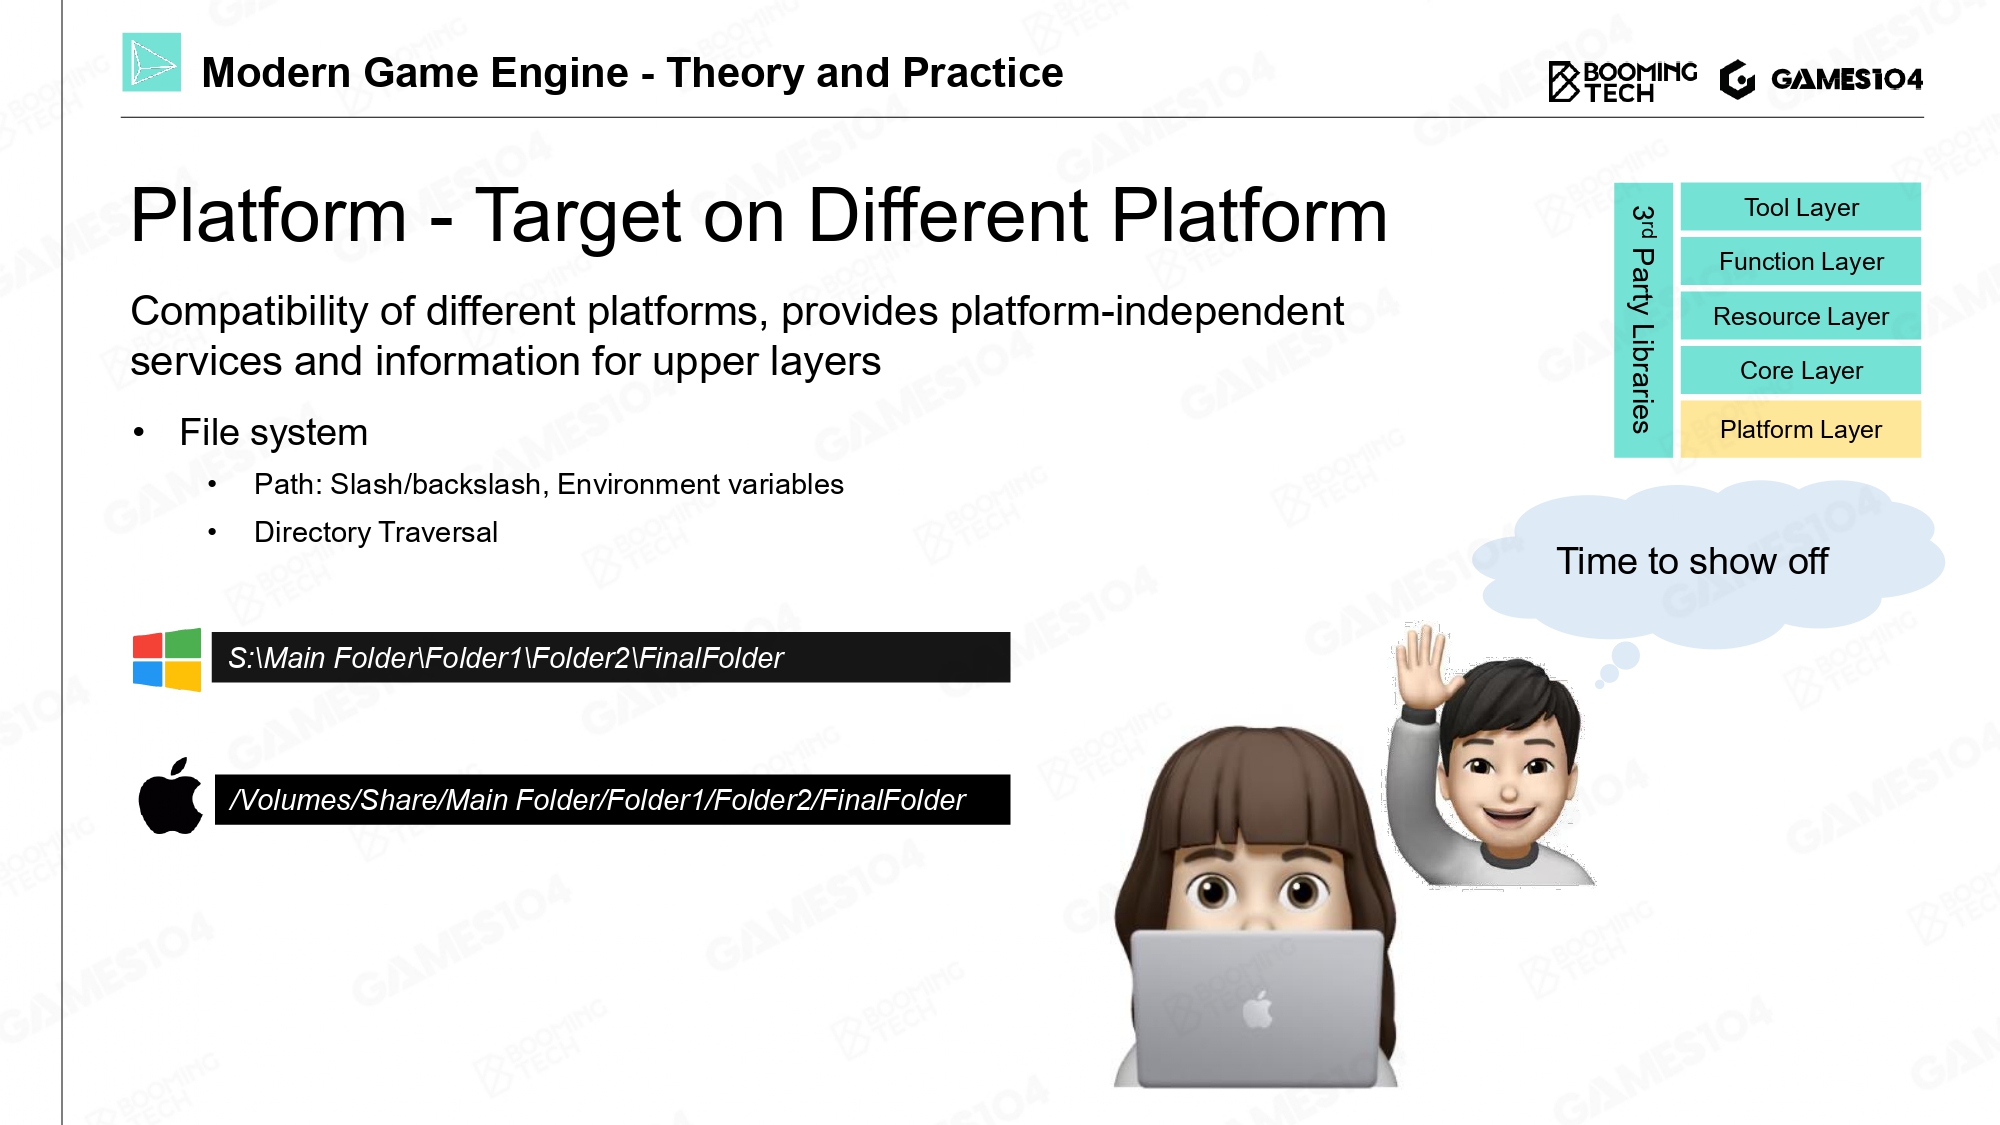 Modern Game Engine - Theory and Practice
BOOMING
TECH
GAMES104
Platform - Target on Different Platform
Compatibility of different platforms, provides platform-independent
services and information for upper layers
• File system
• Path: Slash/backslash, Environment variables
• Directory Traversal
S:\Main Folder\Folder1\Folder2\FinalFolder
/Volumes/Share/Main Folder/Folder1/Folder2/FinalFolder
3rd Party Libraries
Tool Layer
Function Layer
Resource Layer
Core Layer
Platform Layer
Time to show off